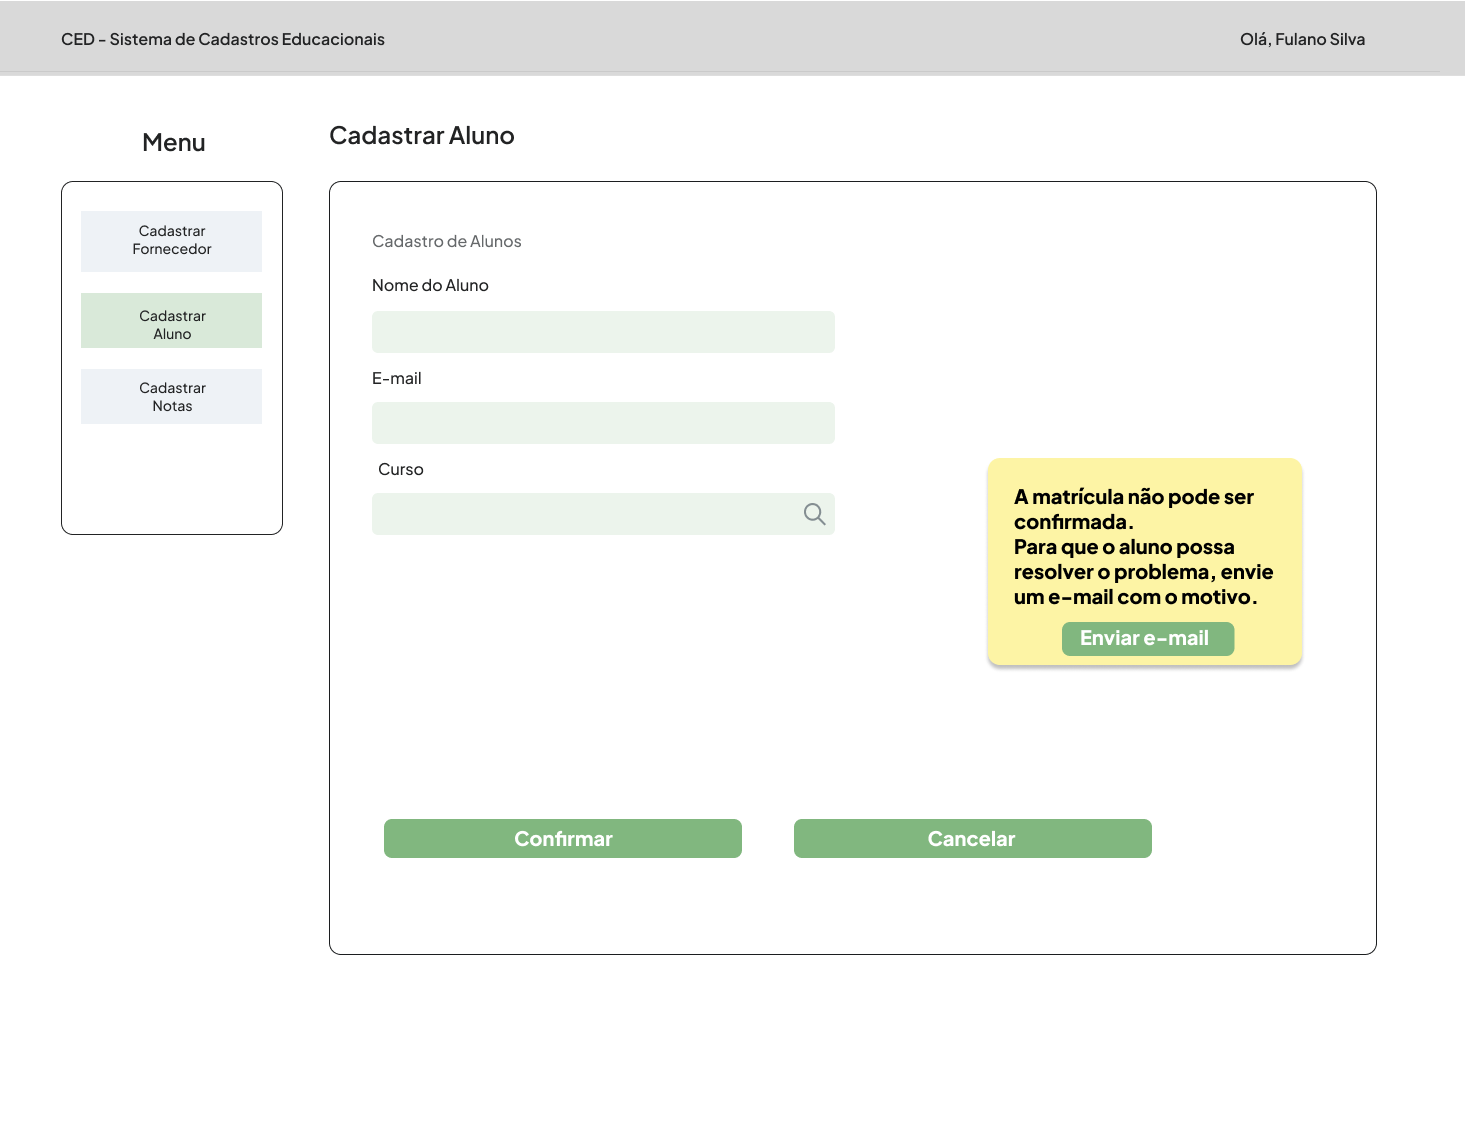 CED - Sistema de Cadastros Educacionais
Olá, Fulano Silva
Menu
Cadastrar
Fornecedor
Cadastrar
Aluno
Cadastrar
Notas
Cadastrar Aluno
Cadastro de Alunos
Nome do Aluno
E-mail
Curso
A matrícula não pode ser
confirmada.
Para que o aluno possa
resolver o problema, envie
um e-mail com o motivo.
Enviar e-mail
Confirmar
Cancelar